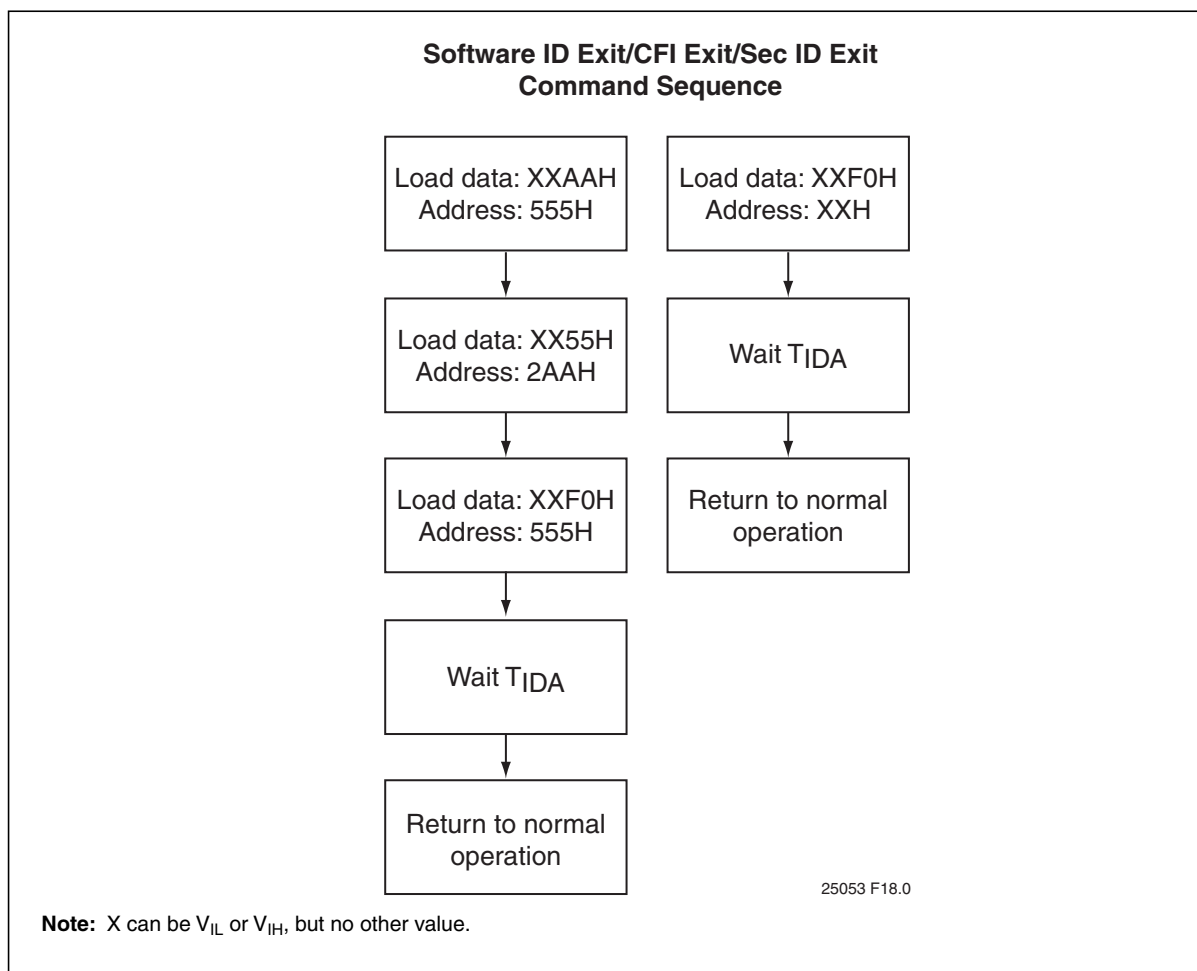 Software ID Exit/CFI Exit/Sec ID Exit
Command Sequence
Load data: XXAAH
Address: 555H
Load data: XX55H
Address: 2AAH
Load data: XXF0H
Address: 555H
Wait TIDA
Return to normal
operation
Load data: XXF0H
Address: XXH
Wait TIDA
Return to normal
operation
25053 F18.0
Note: X can be VIL or VIH, but no other value.